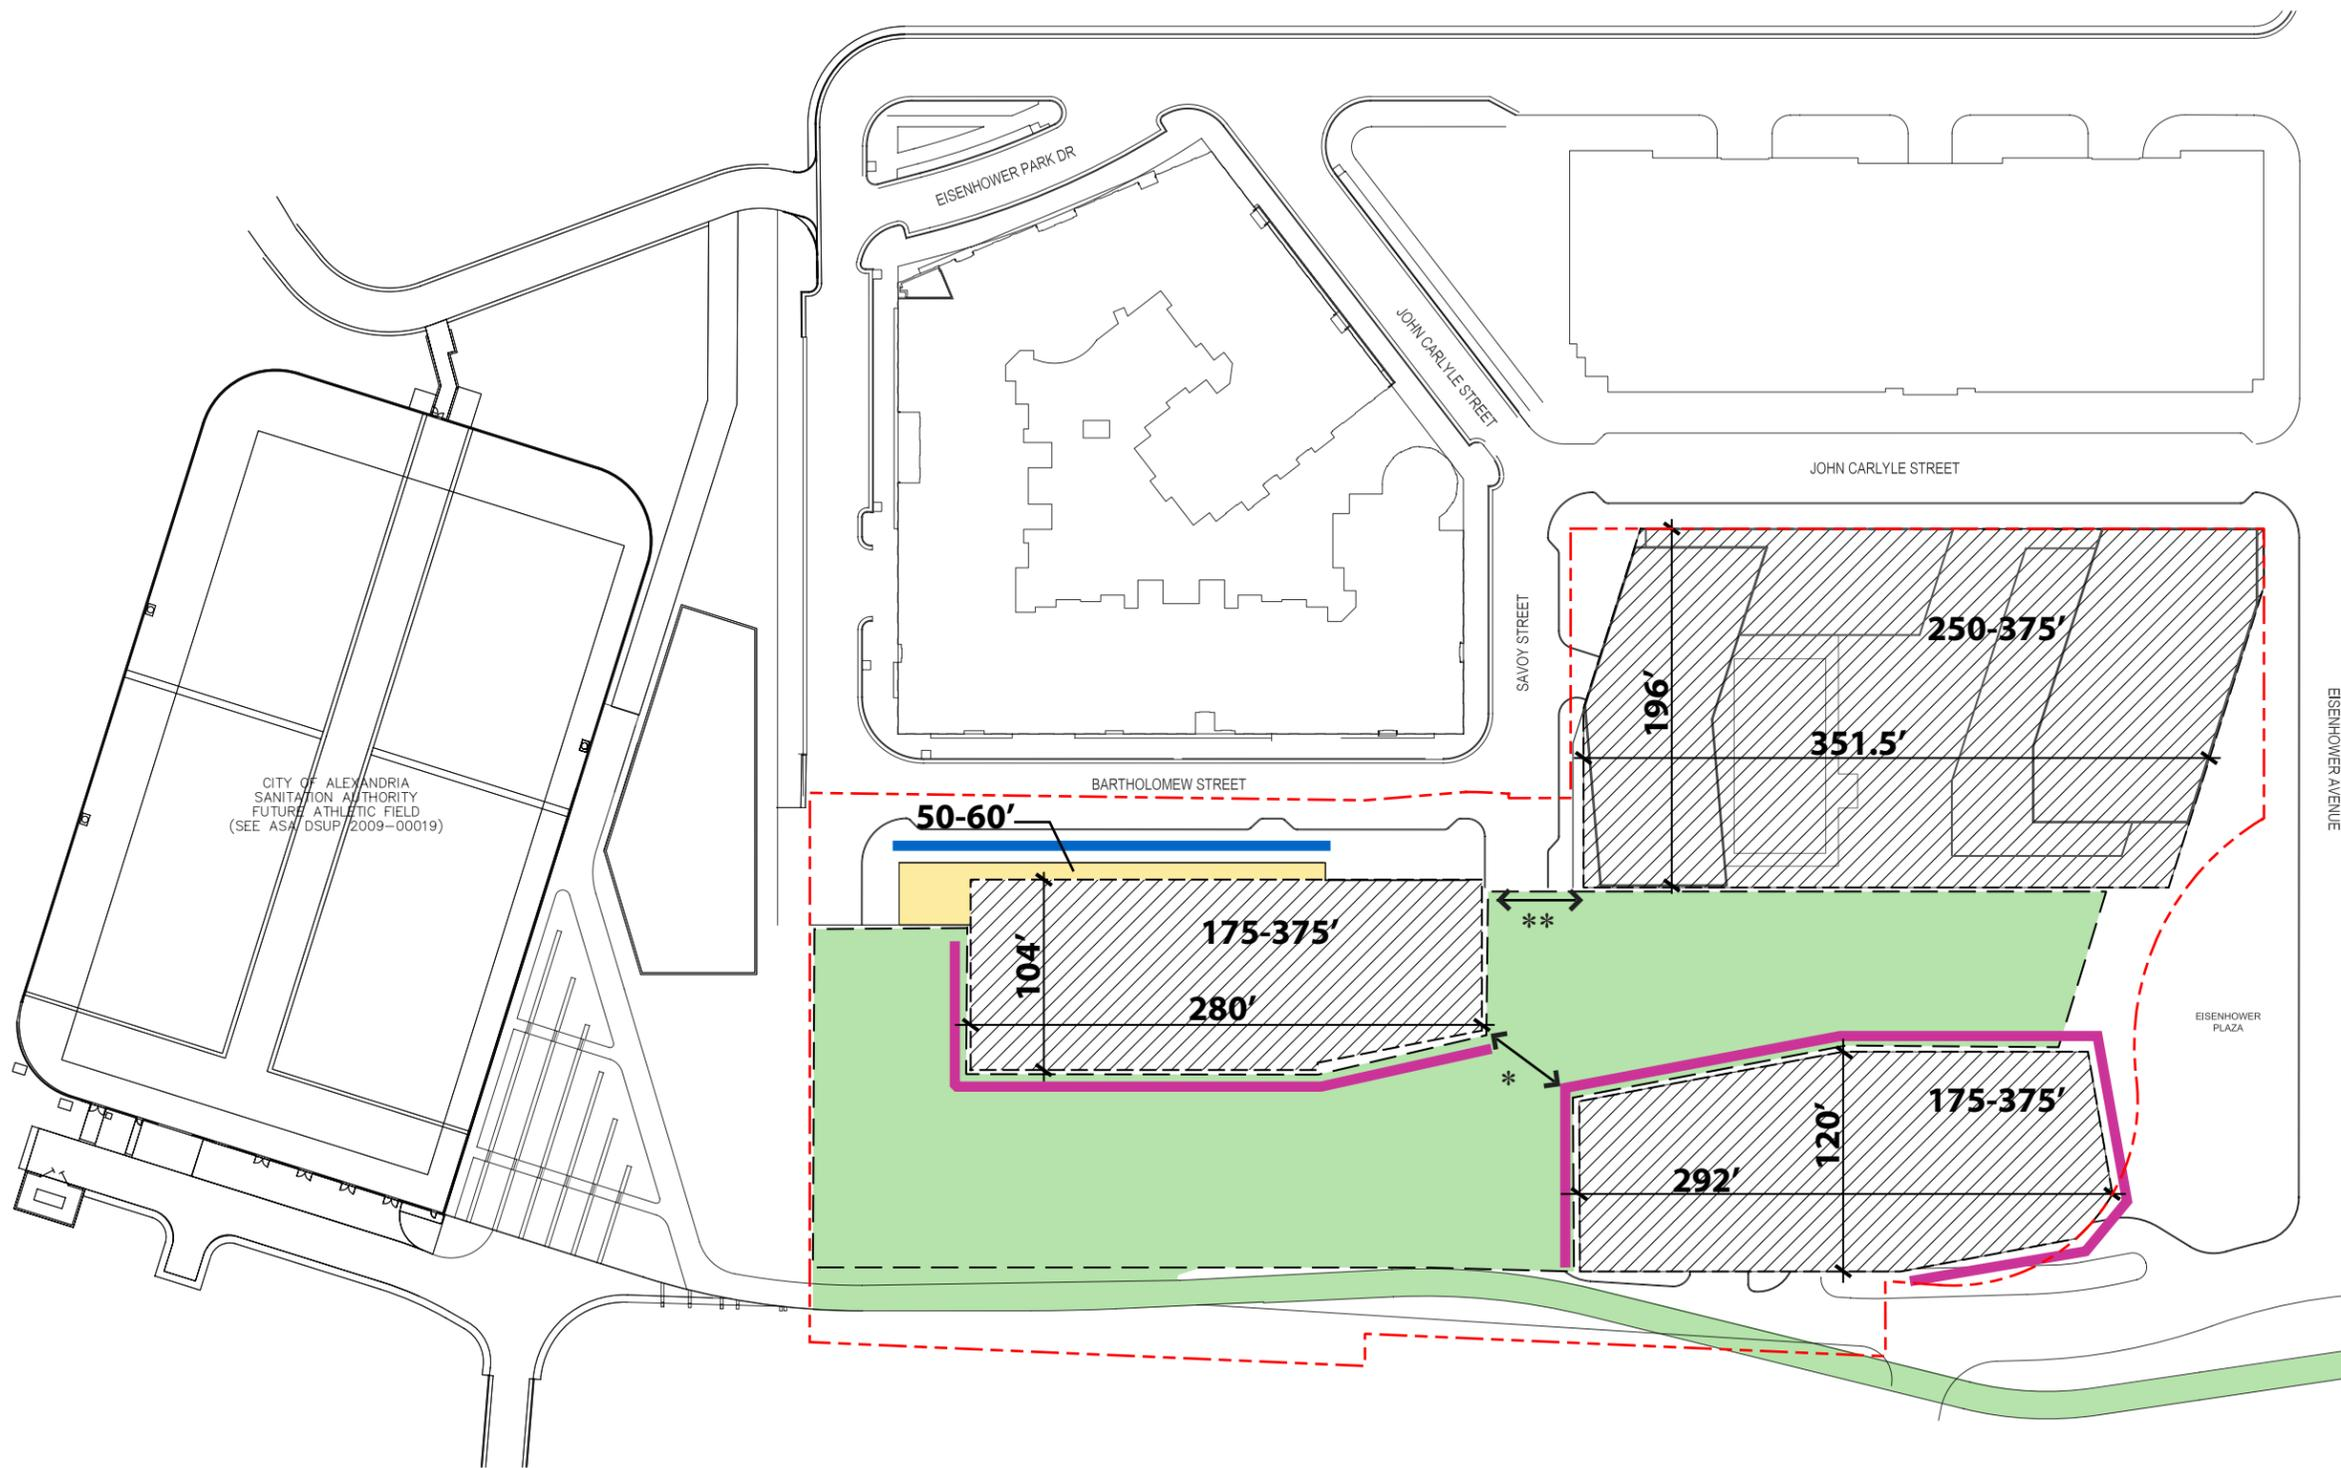 EISENHOWER PARK DR
JOHN CARLYLE STREET
JOHN CARLYLE STREET
SAVOY STREET
250-375’
196’
351.5’
EISENHOWER AVENUE
CITY OF ALEXANDRIA
SANITATION AUTHORITY
FUTURE ATHLETIC FIELD
(SEE ASA DSUP 2009-00019)
BARTHOLOMEW STREET
50-60’
175-375’
104’
280’
**
*
EISENHOWER
PLAZA
175-375’
120’
292’